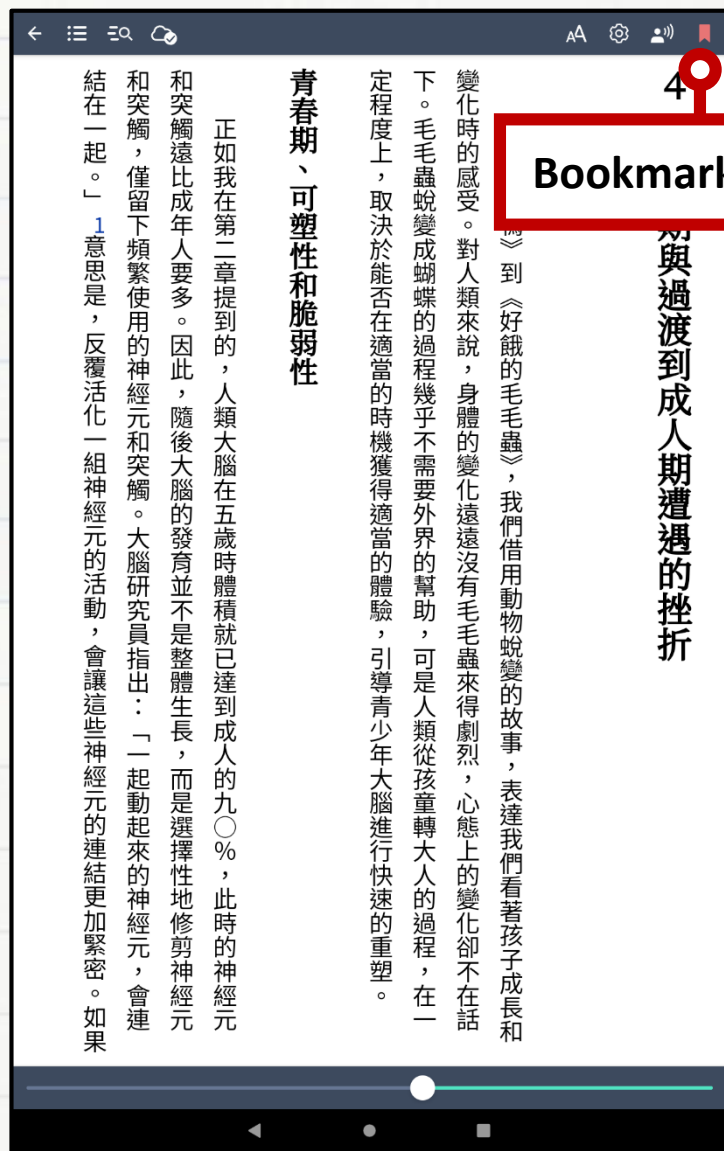 AA
Bookmark
4
期與過渡到成人期遭遇的挫折
》到《好餓的毛毛蟲》，我們借用動物蛻變的故事，表達我們看著孩子成長和
變化時的感受。對人類來說，身體的變化遠遠沒有毛毛蟲來得劇烈，心態上的變化卻不在話
下。毛毛蟲蛻變成蝴蝶的過程幾乎不需要外界的幫助，可是人類從孩童轉大人的過程，在一
定程度上，取決於能否在適當的時機獲得適當的體驗，引導青少年大腦進行快速的重塑。
青春期、可塑性和脆弱性
正如我在第二章提到的，人類大腦在五歲時體積就已達到成人的九〇%，此時的神經元
和突觸遠比成年人要多。因此，隨後大腦的發育並不是整體生長，而是選擇性地修剪神經元
和突觸，僅留下頻繁使用的神經元和突觸。大腦研究員指出：「一起動起來的神經元，會連
結在一起。」1意思是，反覆活化一組神經元的活動，會讓這些神經元的連結更加緊密。如果